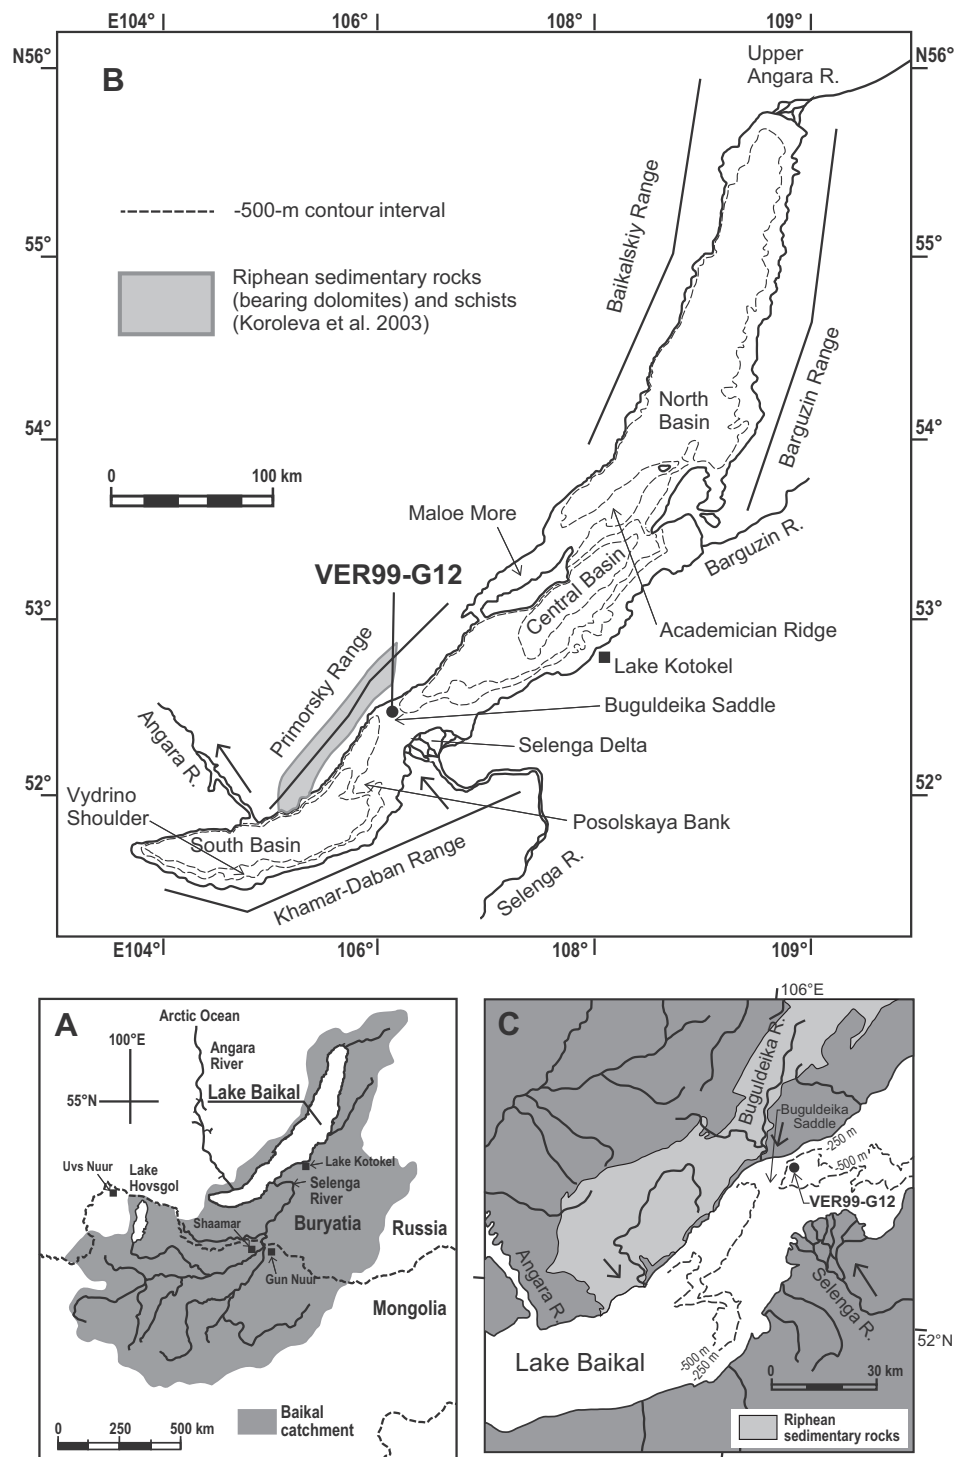 E104°
106°
108°
109°
N56°
N56°
B
Upper
Angara R.
-500-m contour interval
Baikalskiy Range
55°
55°
Riphean sedimentary rocks
(bearing dolomites) and schists
(Koroleva et al. 2003)
Barguzin Range
North
Basin
54°
54°
0
100 km
Maloe More
Barguzin R.
VER99-G12
Central Basin
53°
53°
Academician Ridge
Primorsky Range
Lake Kotokel
Angara R.
Buguldeika Saddle
Selenga Delta
52°
52°
Vydrino
Shoulder
Posolskaya Bank
South Basin
Khamar-Daban Range
Selenga R.
E104°
106°
108°
109°
A
Arctic Ocean
100°E
Angara
River
Lake Baikal
55°N
Lake Kotokel
Uvs Nuur
Lake
Hovsgol
Selenga
River
Shaamar
Buryatia
Russia
Gun Nuur
Mongolia
0
250
500 km
Baikal
catchment
106°E
C
Buguldeika R.
Buguldeika
Saddle
-250 m
-500 m
VER99-G12
Angara R.
Selenga R.
52°N
Lake Baikal
-500 m
-250 m
0
30 km
Riphean
sedimentary rocks